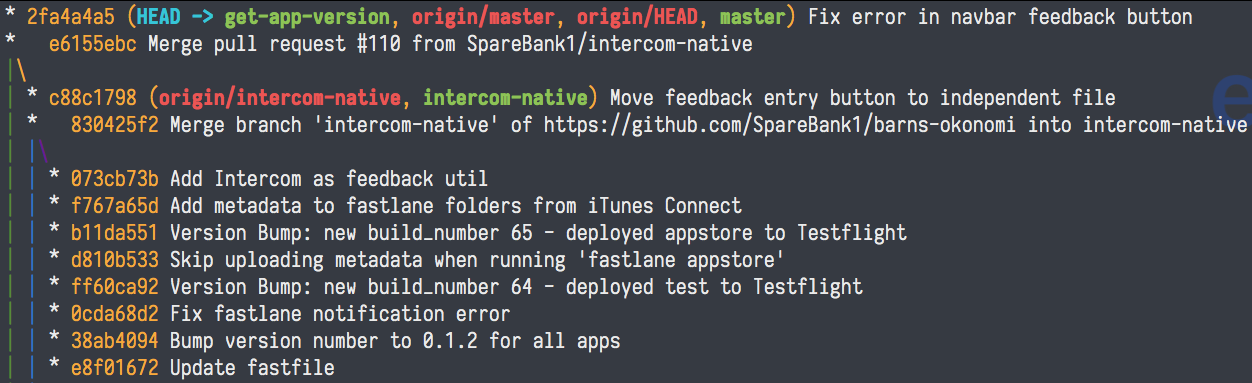 * 2fa4a4a5 (HEAD -> get-app-version, origin/master, origin/HEAD, master) Fix error in navbar feedback button
*   e6155ebc Merge pull request #110 from SpareBank1/intercom-native
|\
| * c88c1798 (origin/intercom-native, intercom-native) Move feedback entry button to independent file
| *   830425f2 Merge branch 'intercom-native' of https://github.com/SpareBank1/barns-okonomi into intercom-native
| |\
| | * 073cb73b Add Intercom as feedback util
| | * f767a65d Add metadata to fastlane folders from iTunes Connect
| | * b11da551 Version Bump: new build_number 65 - deployed appstore to Testflight
| | * d810b533 Skip uploading metadata when running 'fastlane appstore'
| | * ff60ca92 Version Bump: new build_number 64 - deployed test to Testflight
| | * 0cda68d2 Fix fastlane notification error
| | * 38ab4094 Bump version number to 0.1.2 for all apps
| | * e8f01672 Update fastfile